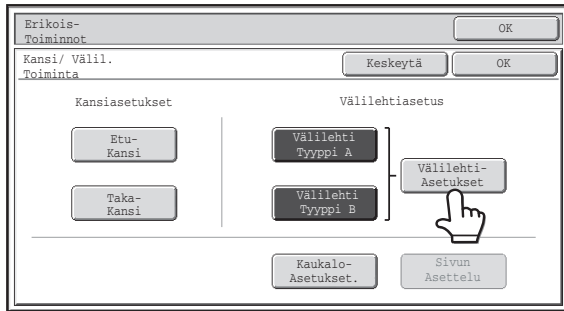 Erikois-
Toiminnot
OK
Kansi/ Välil.
Toiminta
Keskeytä
OK
Kansiasetukset
Välilehtiasetus
Etu-
Kansi
Taka-
Kansi
Välilehti
Tyyppi A
Välilehti
Tyyppi B
Välilehti-
Asetukset
Kaukalo-
Asetukset.
Sivun
Asettelu